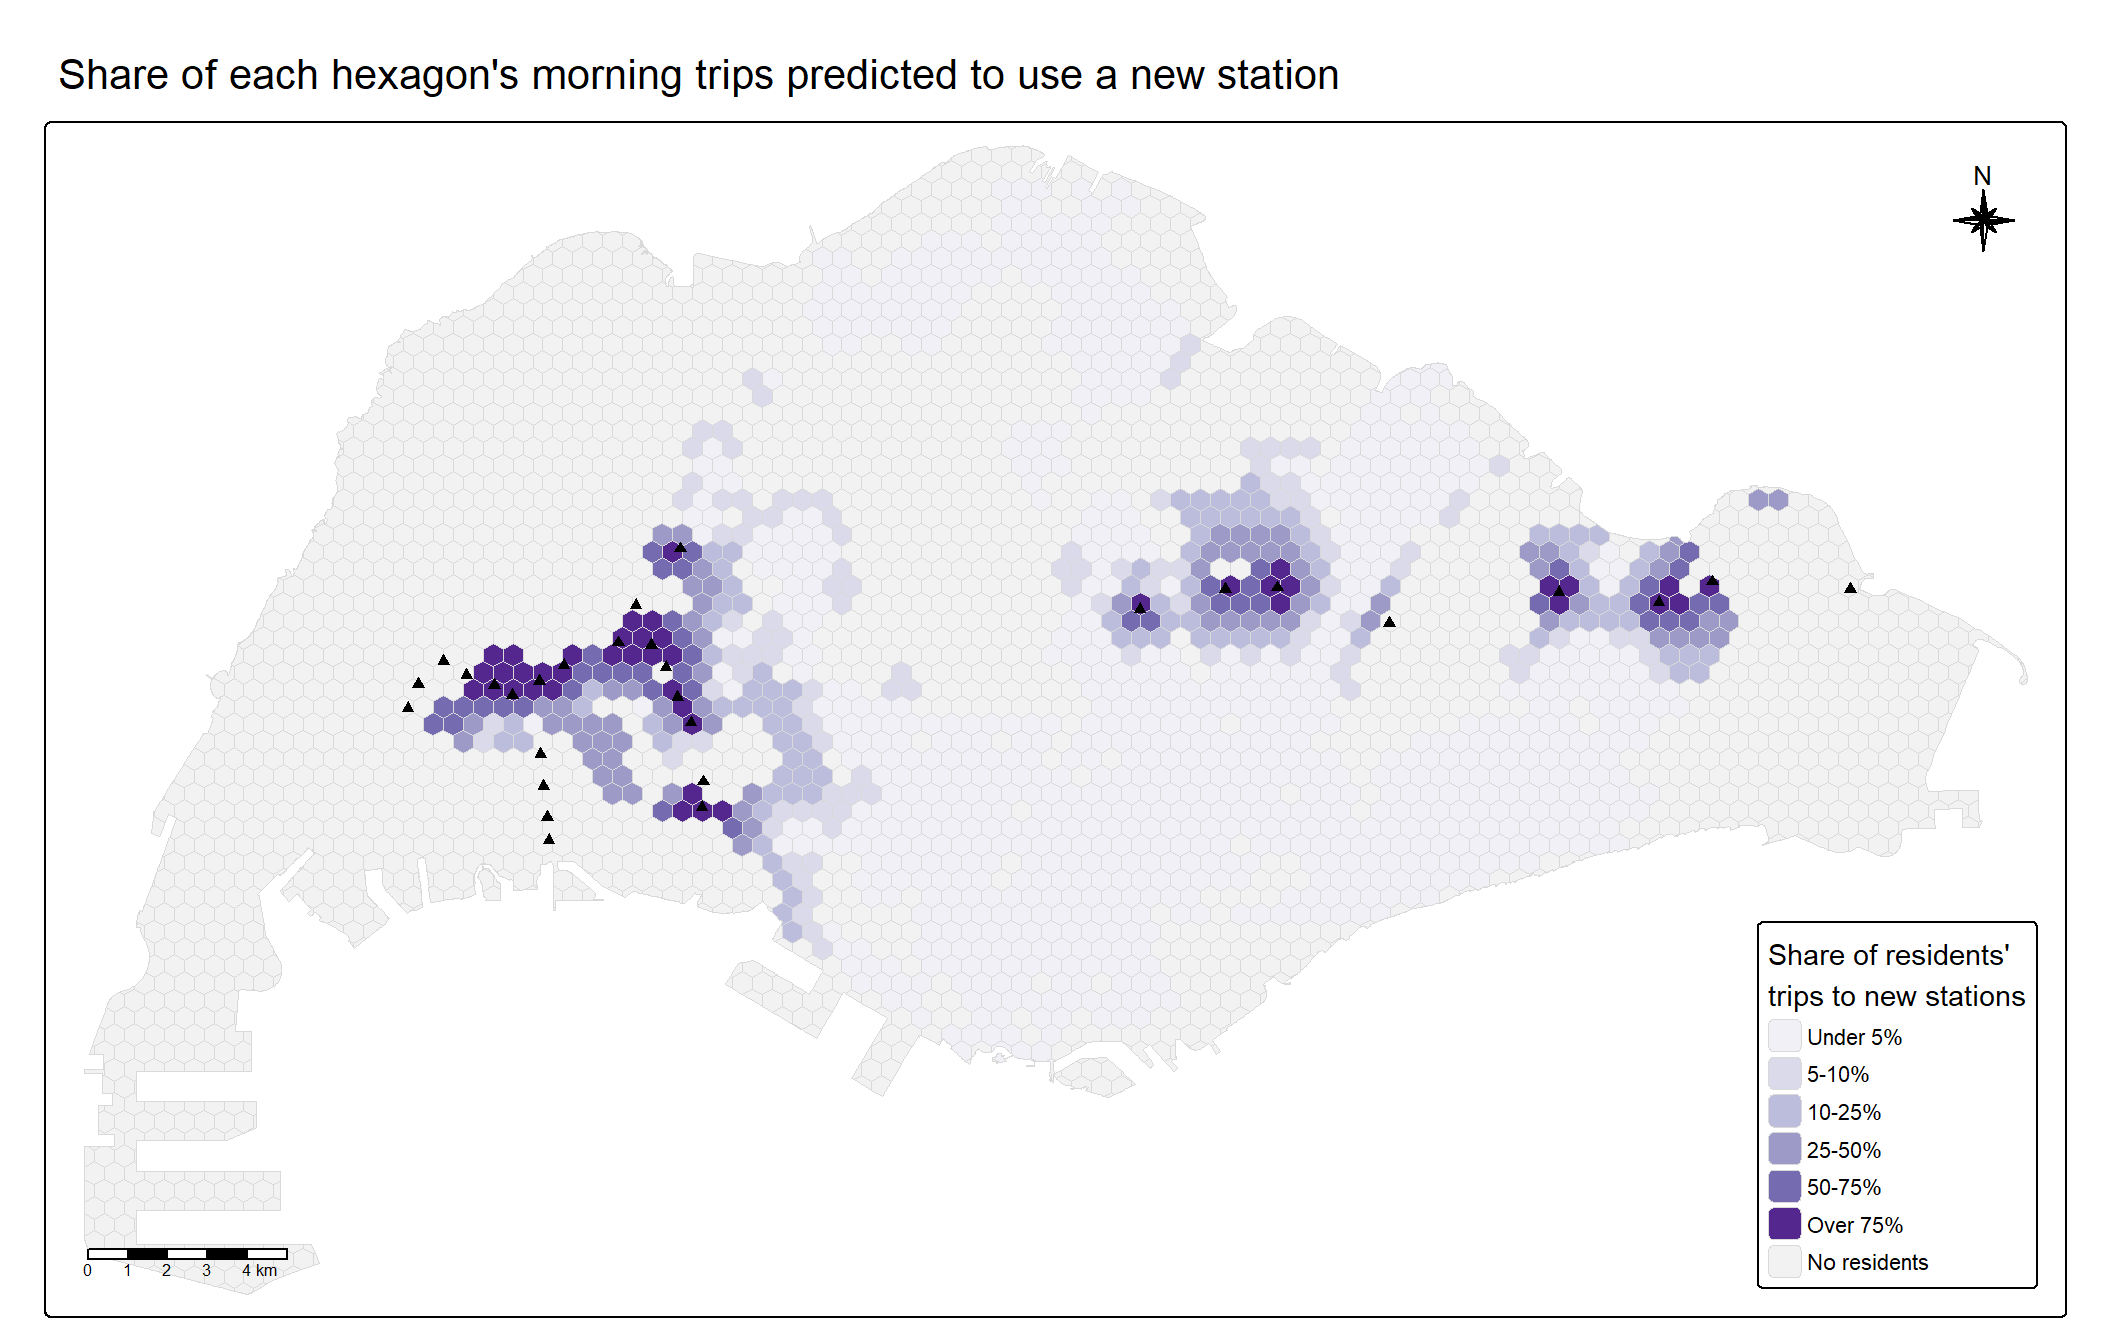 Share of each hexagon's morning trips predicted to use a new station
N
Share of residents'
trips to new stations
Under 5%
5-10%
10-25%
25-50%
50-75%
Over 75%
No residents
0 1 2 3 4 km